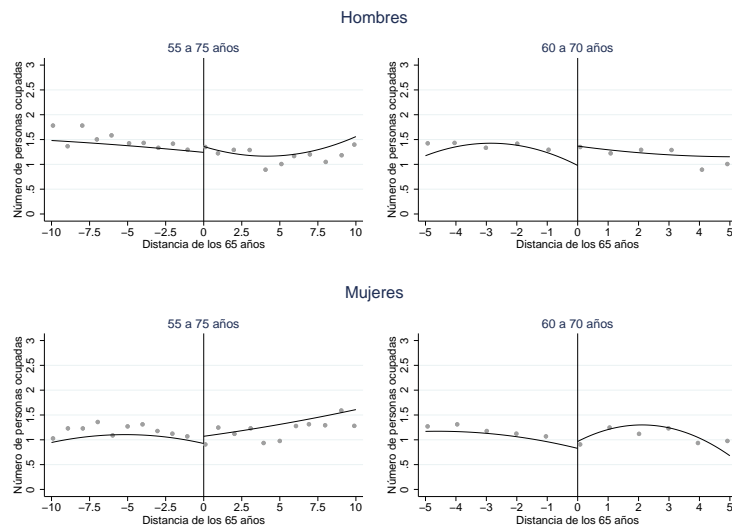 Hombres
55 a 75 años
Número de personas ocupadas
3
2.5
2
1.5
1
.5
0
−10 −7.5 −5 −2.5 0 2.5 5 7.5 10
Distancia de los 65 años
60 a 70 años
Número de personas ocupadas
3
2.5
2
1.5
1
.5
0
−5 −4 −3 −2 −1 0 1 2 3 4 5
Distancia de los 65 años
Mujeres
55 a 75 años
Número de personas ocupadas
3
2.5
2
1.5
1
.5
0
−10 −7.5 −5 −2.5 0 2.5 5 7.5 10
Distancia de los 65 años
60 a 70 años
Número de personas ocupadas
3
2.5
2
1.5
1
.5
0
−5 −4 −3 −2 −1 0 1 2 3 4 5
Distancia de los 65 años